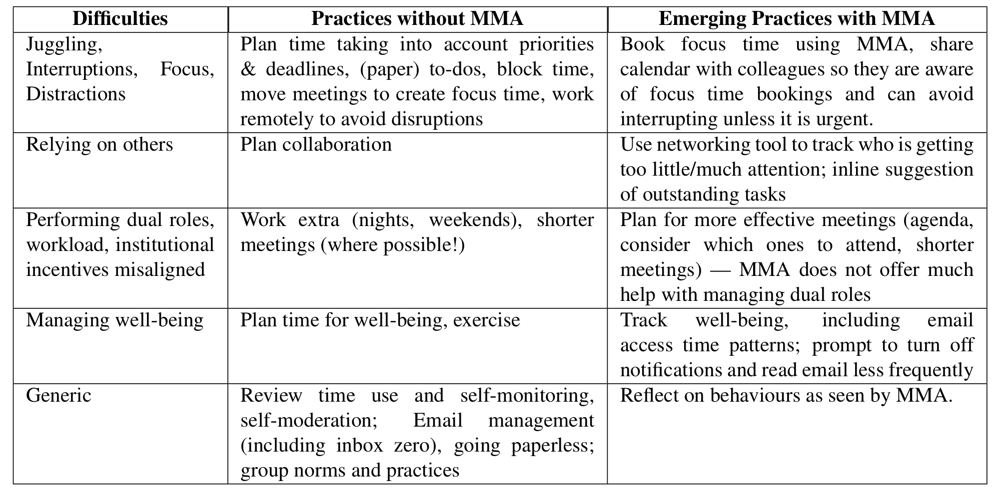 Difficulties
Practices without MMA
Emerging Practices with MMA
Juggling,
Interruptions, Focus,
Distractions
Plan time taking into account priorities
& deadlines, (paper) to-dos, block time,
move meetings to create focus time, work
remotely to avoid disruptions
Book focus time using MMA, share
calendar with colleagues so they are aware
of focus time bookings and can avoid
interrupting unless it is urgent.
Relying on others
Plan collaboration
Use networking tool to track who is getting
too little/much attention; inline suggestion
of outstanding tasks
Performing dual roles,
workload, institutional
incentives misaligned
Work extra (nights, weekends), shorter
meetings (where possible!)
Plan for more effective meetings (agenda,
consider which ones to attend, shorter
meetings) — MMA does not offer much
help with managing dual roles
Managing well-being
Plan time for well-being, exercise
Track well-being, including email
access time patterns; prompt to turn off
notifications and read email less frequently
Generic
Review time use and self-monitoring,
self-moderation; Email management
(including inbox zero), going paperless;
group norms and practices
Reflect on behaviours as seen by MMA.